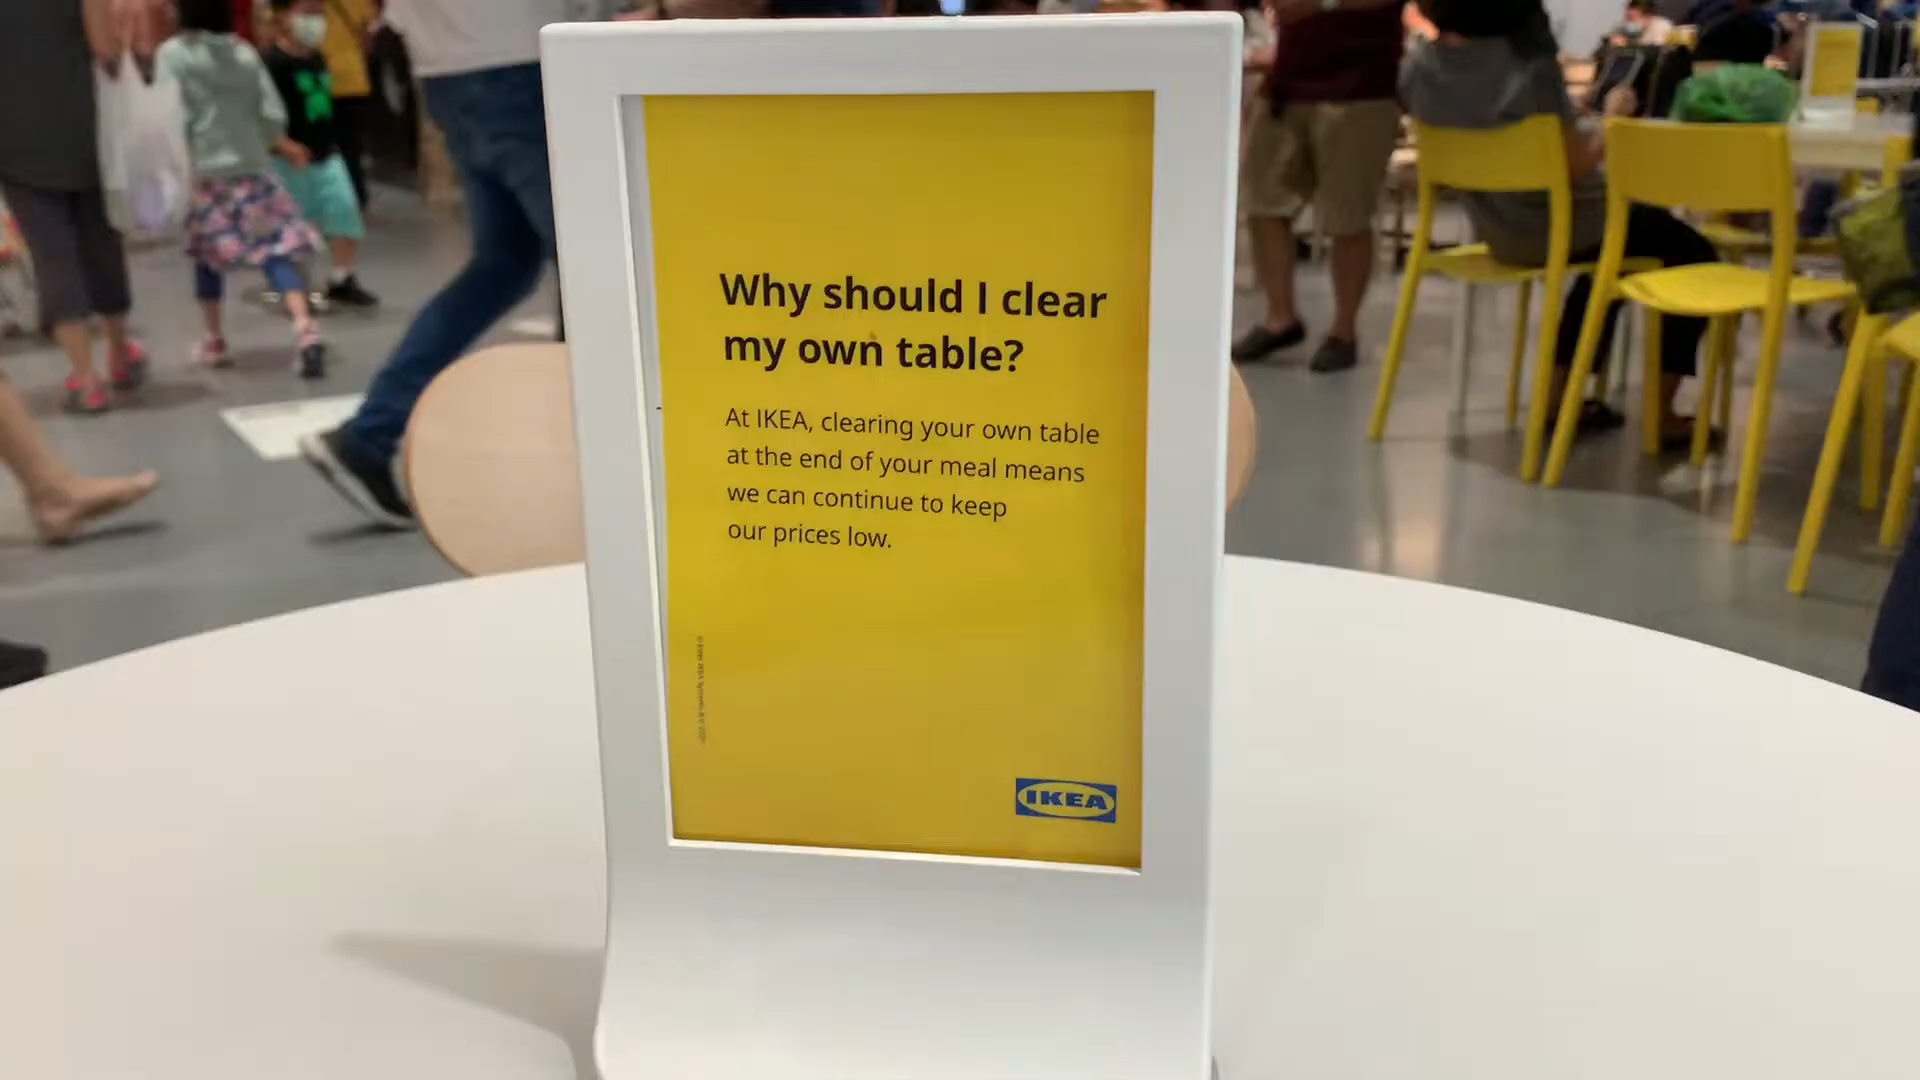 Why should I clear
my own table?
At IKEA, clearing your own table
at the end of your meal means
we can continue to keep
our prices low.
IKEA